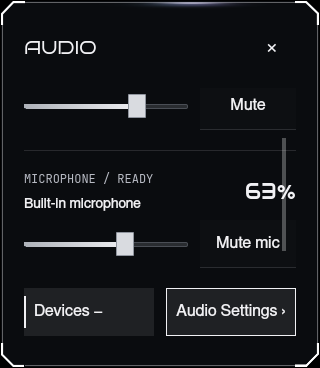 AUDIO ×
Mute
MICROPHONE / READY
63%
Built-in microphone
Mute mic
Devices –
Audio Settings ›